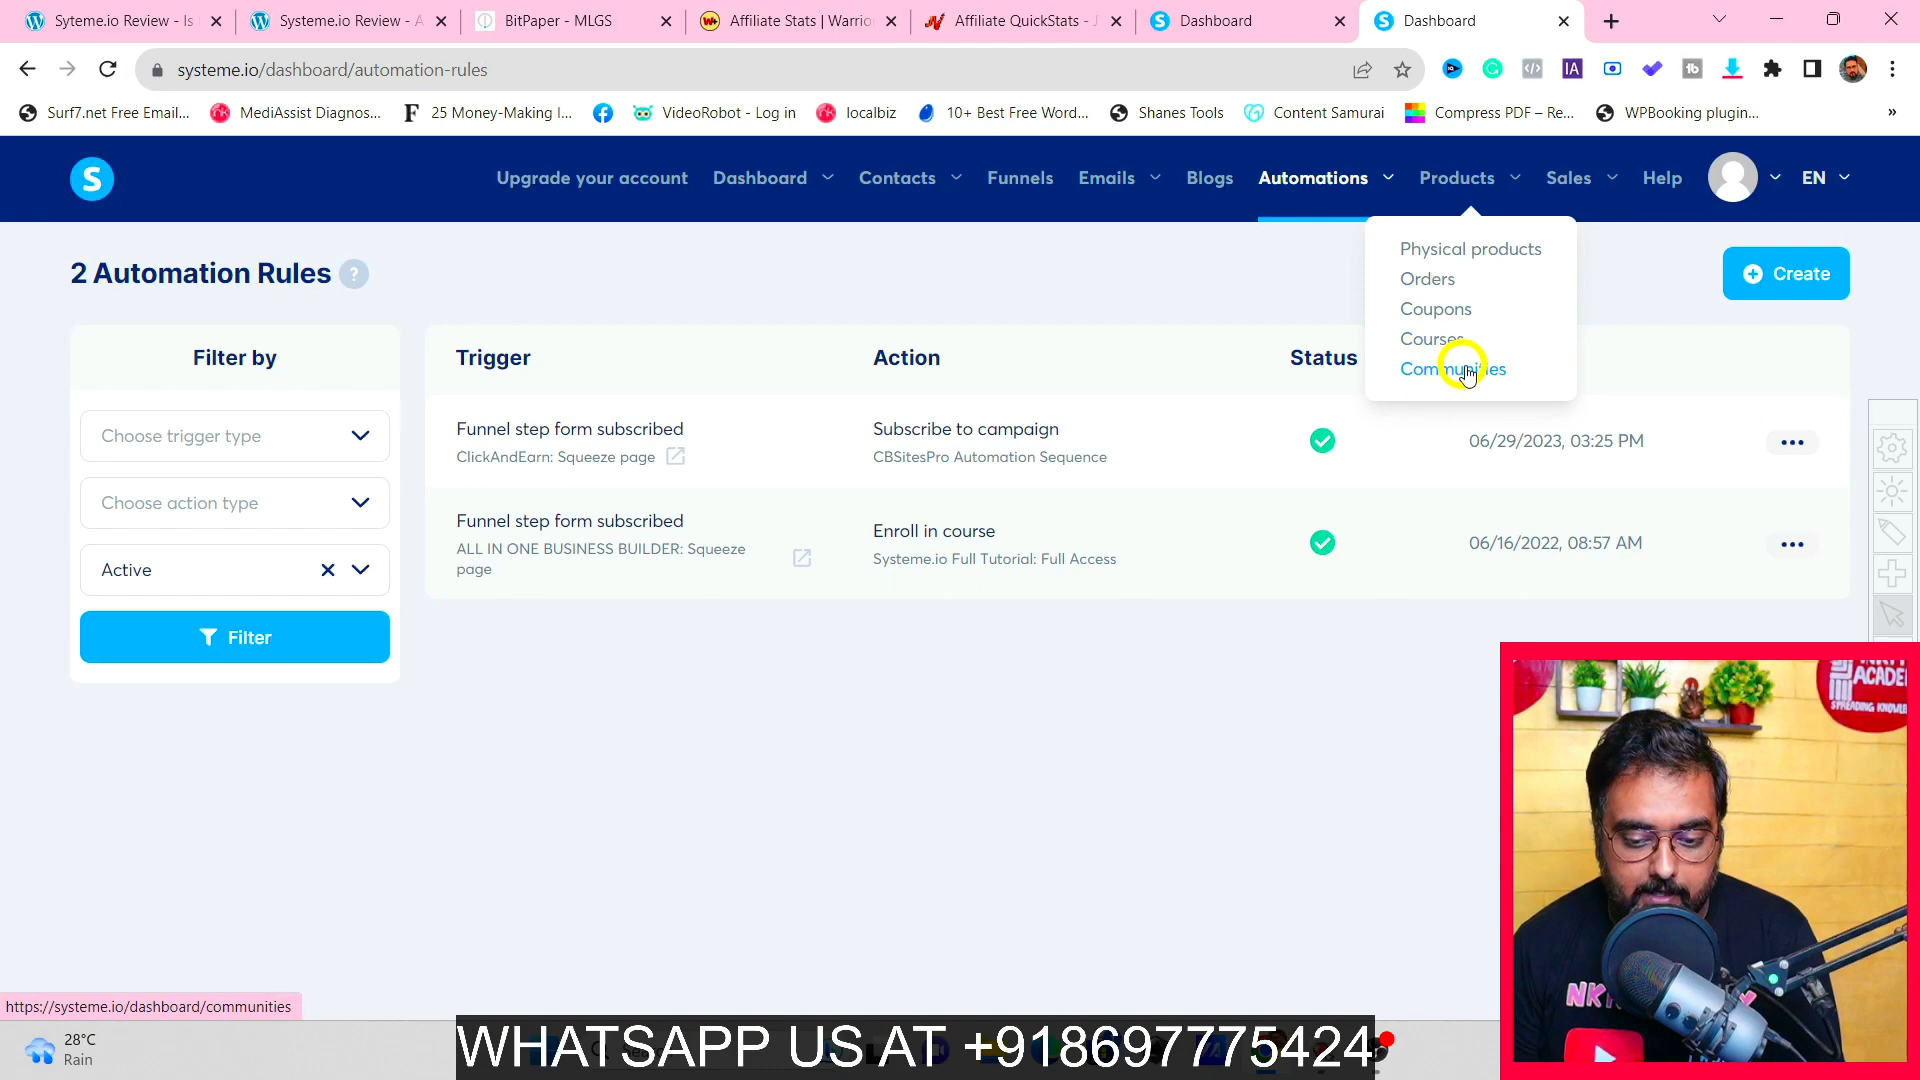 Systeme.io Review - Is
Systeme.io Review - A
BitPaper - MLGS
Affiliate Stats | Warrio
Affiliate QuickStats - J
Dashboard
Dashboard
systeme.io/dashboard/automation-rules
Surf7.net Free Email...
MediAssist Diagnos...
25 Money-Making I...
VideoRobot - Log in
localbiz
10+ Best Free Word...
Shanes Tools
Content Samurai
Compress PDF – Re...
WPBooking plugin...
»
S
Upgrade your account
Dashboard
Contacts
Funnels
Emails
Blogs
Automations
Products
Sales
Help
EN
Physical products
Orders
Coupons
Courses
Communities
2 Automation Rules ?
Create
Filter by
Choose trigger type
Choose action type
Active
Filter
Trigger
Action
Status
Funnel step form subscribed
ClickAndEarn: Squeeze page
Subscribe to campaign
CBSitesPro Automation Sequence
06/29/2023, 03:25 PM
Funnel step form subscribed
ALL IN ONE BUSINESS BUILDER: Squeeze
page
Enroll in course
Systeme.io Full Tutorial: Full Access
06/16/2022, 08:57 AM
ACADE
SPREADING KNOWL
https://systeme.io/dashboard/communities
28°C
Rain
WHATSAPP US AT +918697775424